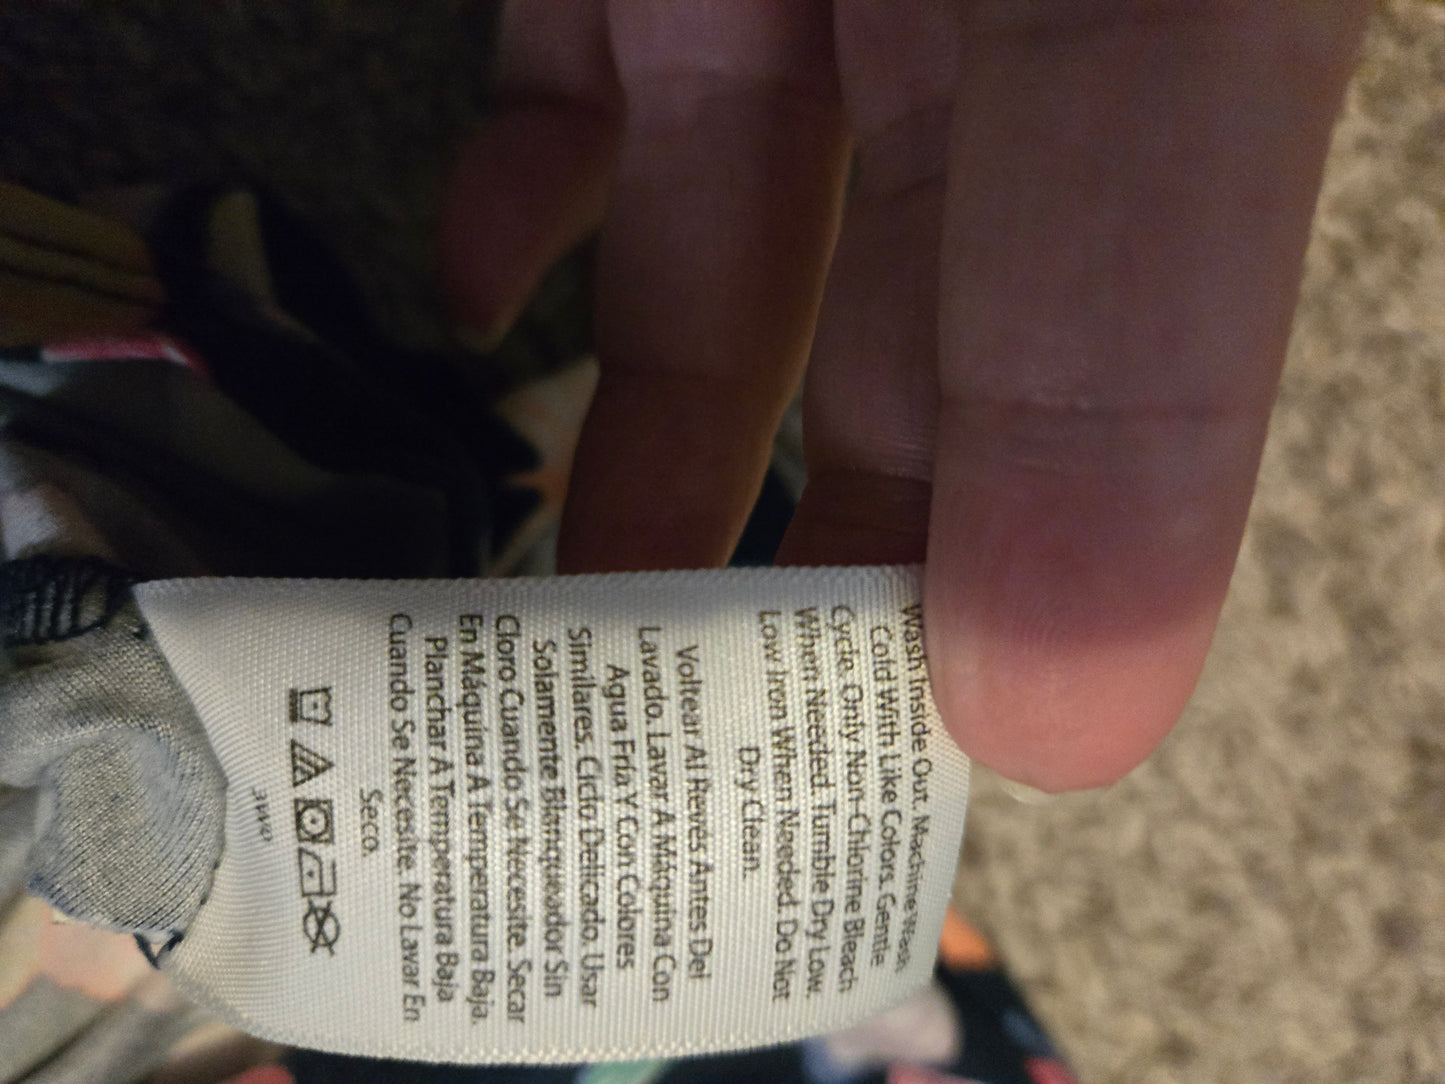 Wash Inside Out. Machine Wash
Cold With Like Colors. Gentle
Cycle. Only Non-Chlorine Bleach
When Needed. Tumble Dry Low.
Low Iron When Needed. Do Not
Dry Clean.
Voltear Al Revés Antes Del
Lavado. Lavar A Máquina Con
Agua Fría Y Con Colores
Similares. Ciclo Delicado. Usar
Solamente Blanqueador Sin
Cloro Cuando Se Necesite. Secar
En Máquina A Temperatura Baja.
Planchar A Temperatura Baja
Cuando Se Necesite. No Lavar En
Seco.